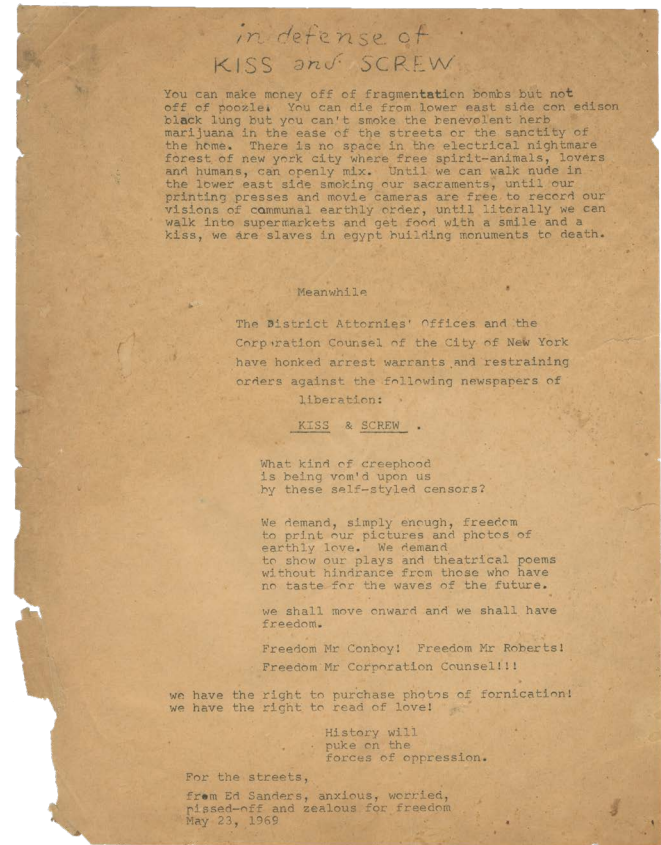 in defense of
KISS and SCREW
You can make money off of fragmentation bombs but not
off of poozle. You can die from lower east side con edison
black lung but you can't smoke the benevolent herb
marijuana in the ease of the streets or the sanctity of
the home. There is no space in the electrical nightmare
forest of new york city where free spirit-animals, lovers
and humans, can openly mix. Until we can walk nude in
the lower east side smoking our sacraments, until our
printing presses and movie cameras are free to record our
visions of communal earthly order, until literally we can
walk into supermarkets and get food with a smile and a
kiss, we are slaves in egypt building monuments to death.
Meanwhile
The District Attornies' Offices and the
Corporation Counsel of the City of New York
have honked arrest warrants and restraining
orders against the following newspapers of
liberation:
KISS & SCREW .
What kind of creephood
is being vom'd upon us
by these self-styled censors?
We demand, simply enough, freedom
to print our pictures and photos of
earthly love. We demand
to show our plays and theatrical poems
without hindrance from those who have
no taste for the waves of the future.
we shall move onward and we shall have
freedom.
Freedom Mr Conboy! Freedom Mr Roberts!
Freedom Mr Corporation Counsel!!!
we have the right to purchase photos of fornication!
we have the right to read of love!
History will
puke on the
forces of oppression.
For the streets,
from Ed Sanders, anxious, worried,
pissed-off and zealous for freedom
May 23, 1969